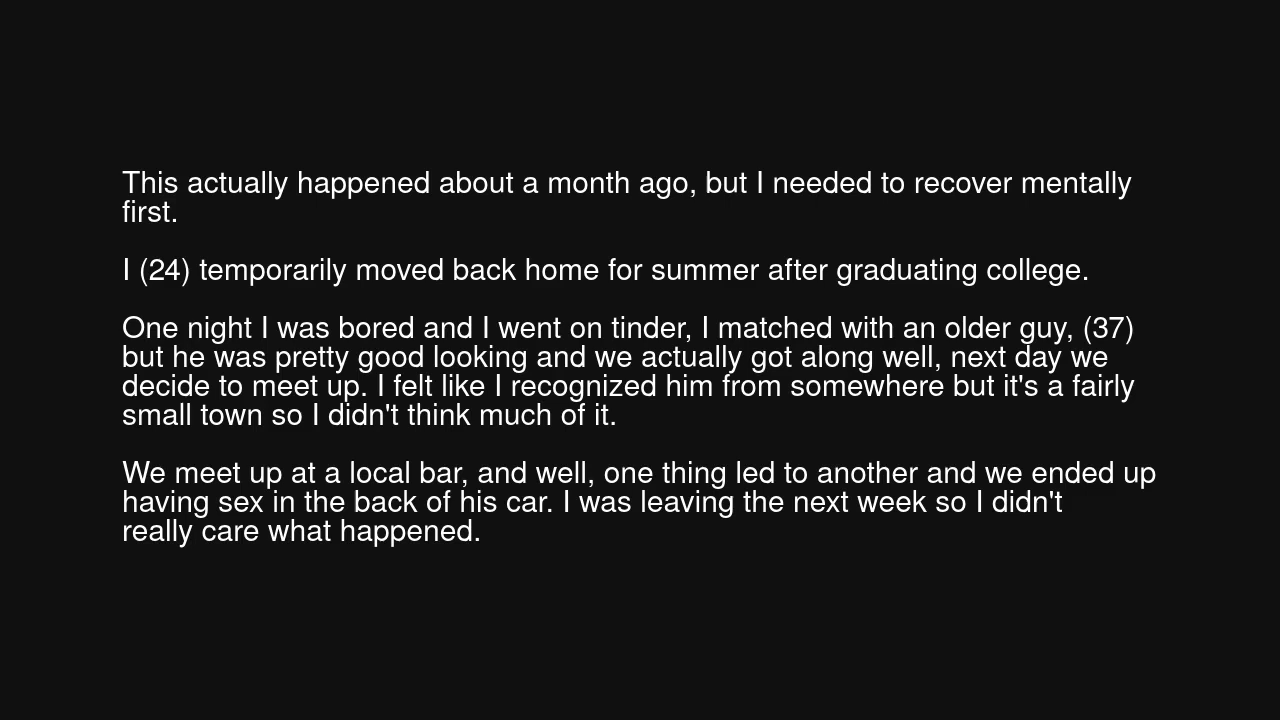 This actually happened about a month ago, but I needed to recover mentally
first.
I (24) temporarily moved back home for summer after graduating college.
One night I was bored and I went on tinder, I matched with an older guy, (37)
but he was pretty good looking and we actually got along well, next day we
decide to meet up. I felt like I recognized him from somewhere but it's a fairly
small town so I didn't think much of it.
We meet up at a local bar, and well, one thing led to another and we ended up
having sex in the back of his car. I was leaving the next week so I didn't
really care what happened.